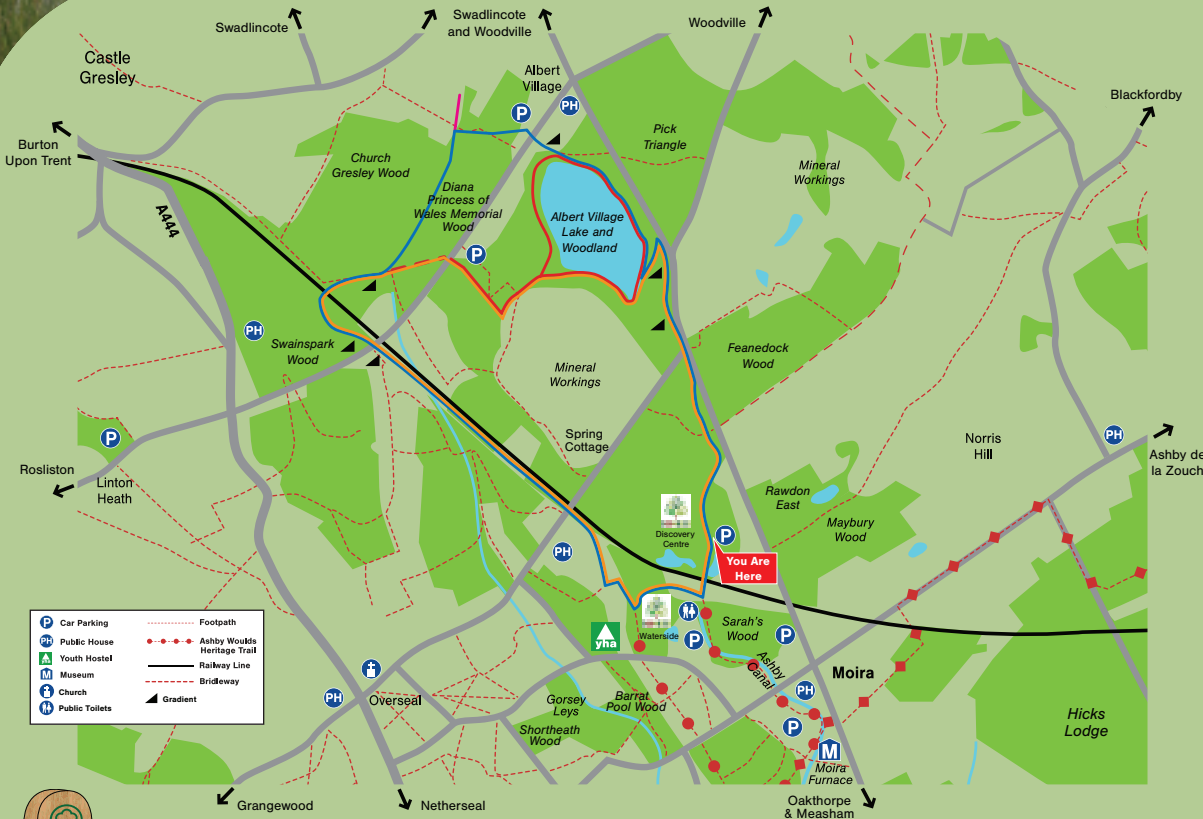 Swadlincote
Swadlincote
and Woodville
Woodville
Castle
Gresley
Albert
Village
PH
P
Blackfordby
Burton
Upon Trent
Pick
Triangle
Church
Gresley Wood
Mineral
Workings
A444
Diana
Princess of
Wales Memorial
Wood
Albert Village
Lake and
Woodland
P
PH
Swainspark
Wood
Feanedock
Wood
Mineral
Workings
P
Spring
Cottage
Norris
Hill
PH
Ashby de
la Zouch
Rosliston
Linton
Heath
Rawdon
East
Maybury
Wood
Discovery
Centre
P
PH
You Are
Here
P Car Parking
PH Public House
yha Youth Hostel
M Museum
Church
Public Toilets
Footpath
Ashby Woulds
Heritage Trail
Railway Line
Bridleway
Gradient
yha
Waterside
P
Sarah's
Wood
P
Ashby
Canal
Moira
PH
PH
Overseal
Gorsey
Leys
Barrat
Pool Wood
Shortheath
Wood
P
M
Moira
Furnace
Hicks
Lodge
Grangewood
Netherseal
Oakthorpe
& Measham